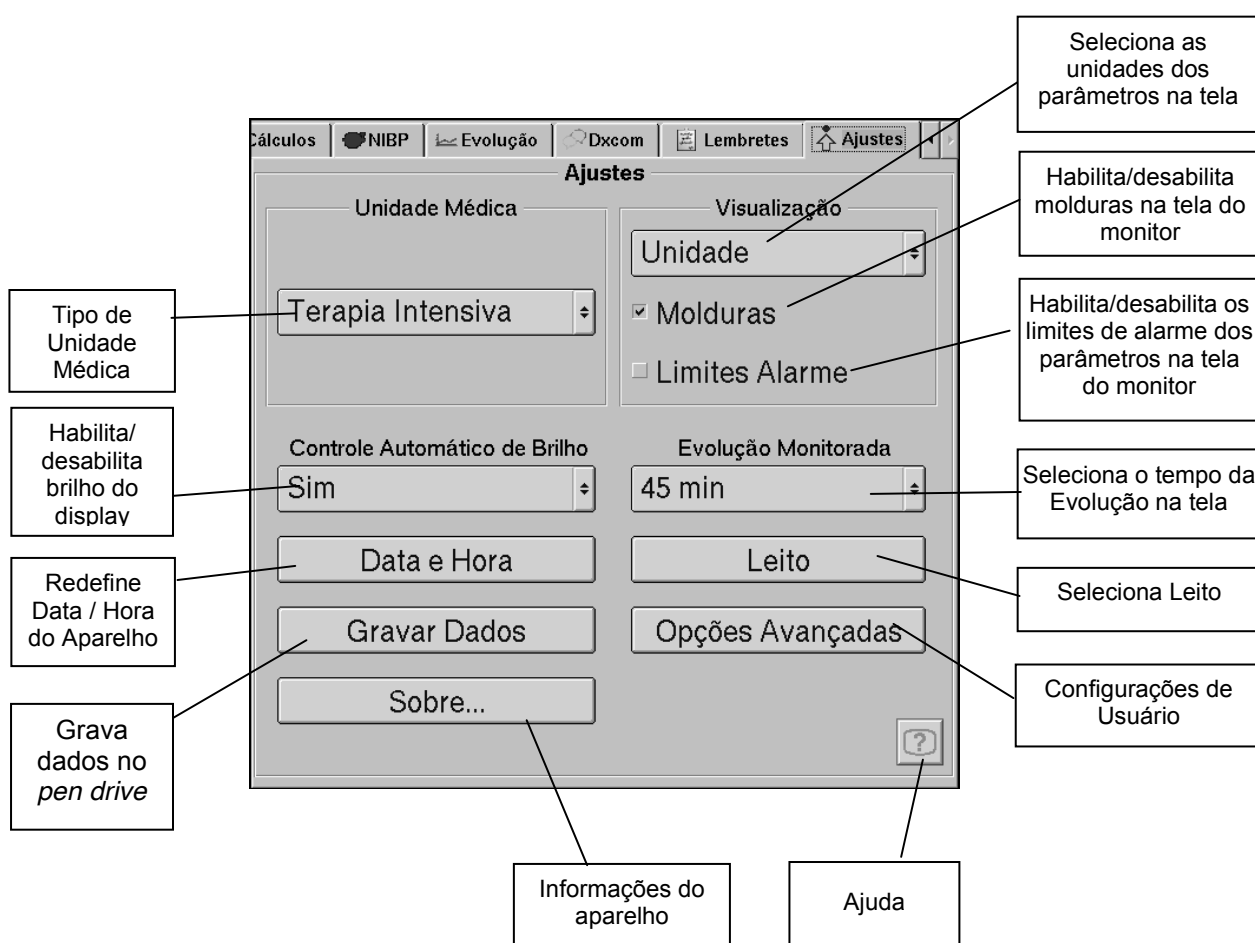 Seleciona as
unidades dos
parâmetros na tela
Cálculos NIBP Evolução Dxcom Lembretes Ajustes
Ajustes
Unidade Médica
Visualização
Habilita/desabilita
molduras na tela do
monitor
Unidade
Terapia Intensiva
Molduras
Limites Alarme
Tipo de
Unidade
Médica
Habilita/desabilita os
limites de alarme dos
parâmetros na tela
do monitor
Habilita/
desabilita
brilho do
display
Controle Automático de Brilho
Evolução Monitorada
Sim
45 min
Seleciona o tempo da
Evolução na tela
Data e Hora
Leito
Redefine
Data / Hora
do Aparelho
Seleciona Leito
Gravar Dados
Opções Avançadas
Sobre...
Configurações de
Usuário
Grava
dados no
pen drive
?
Informações do
aparelho
Ajuda